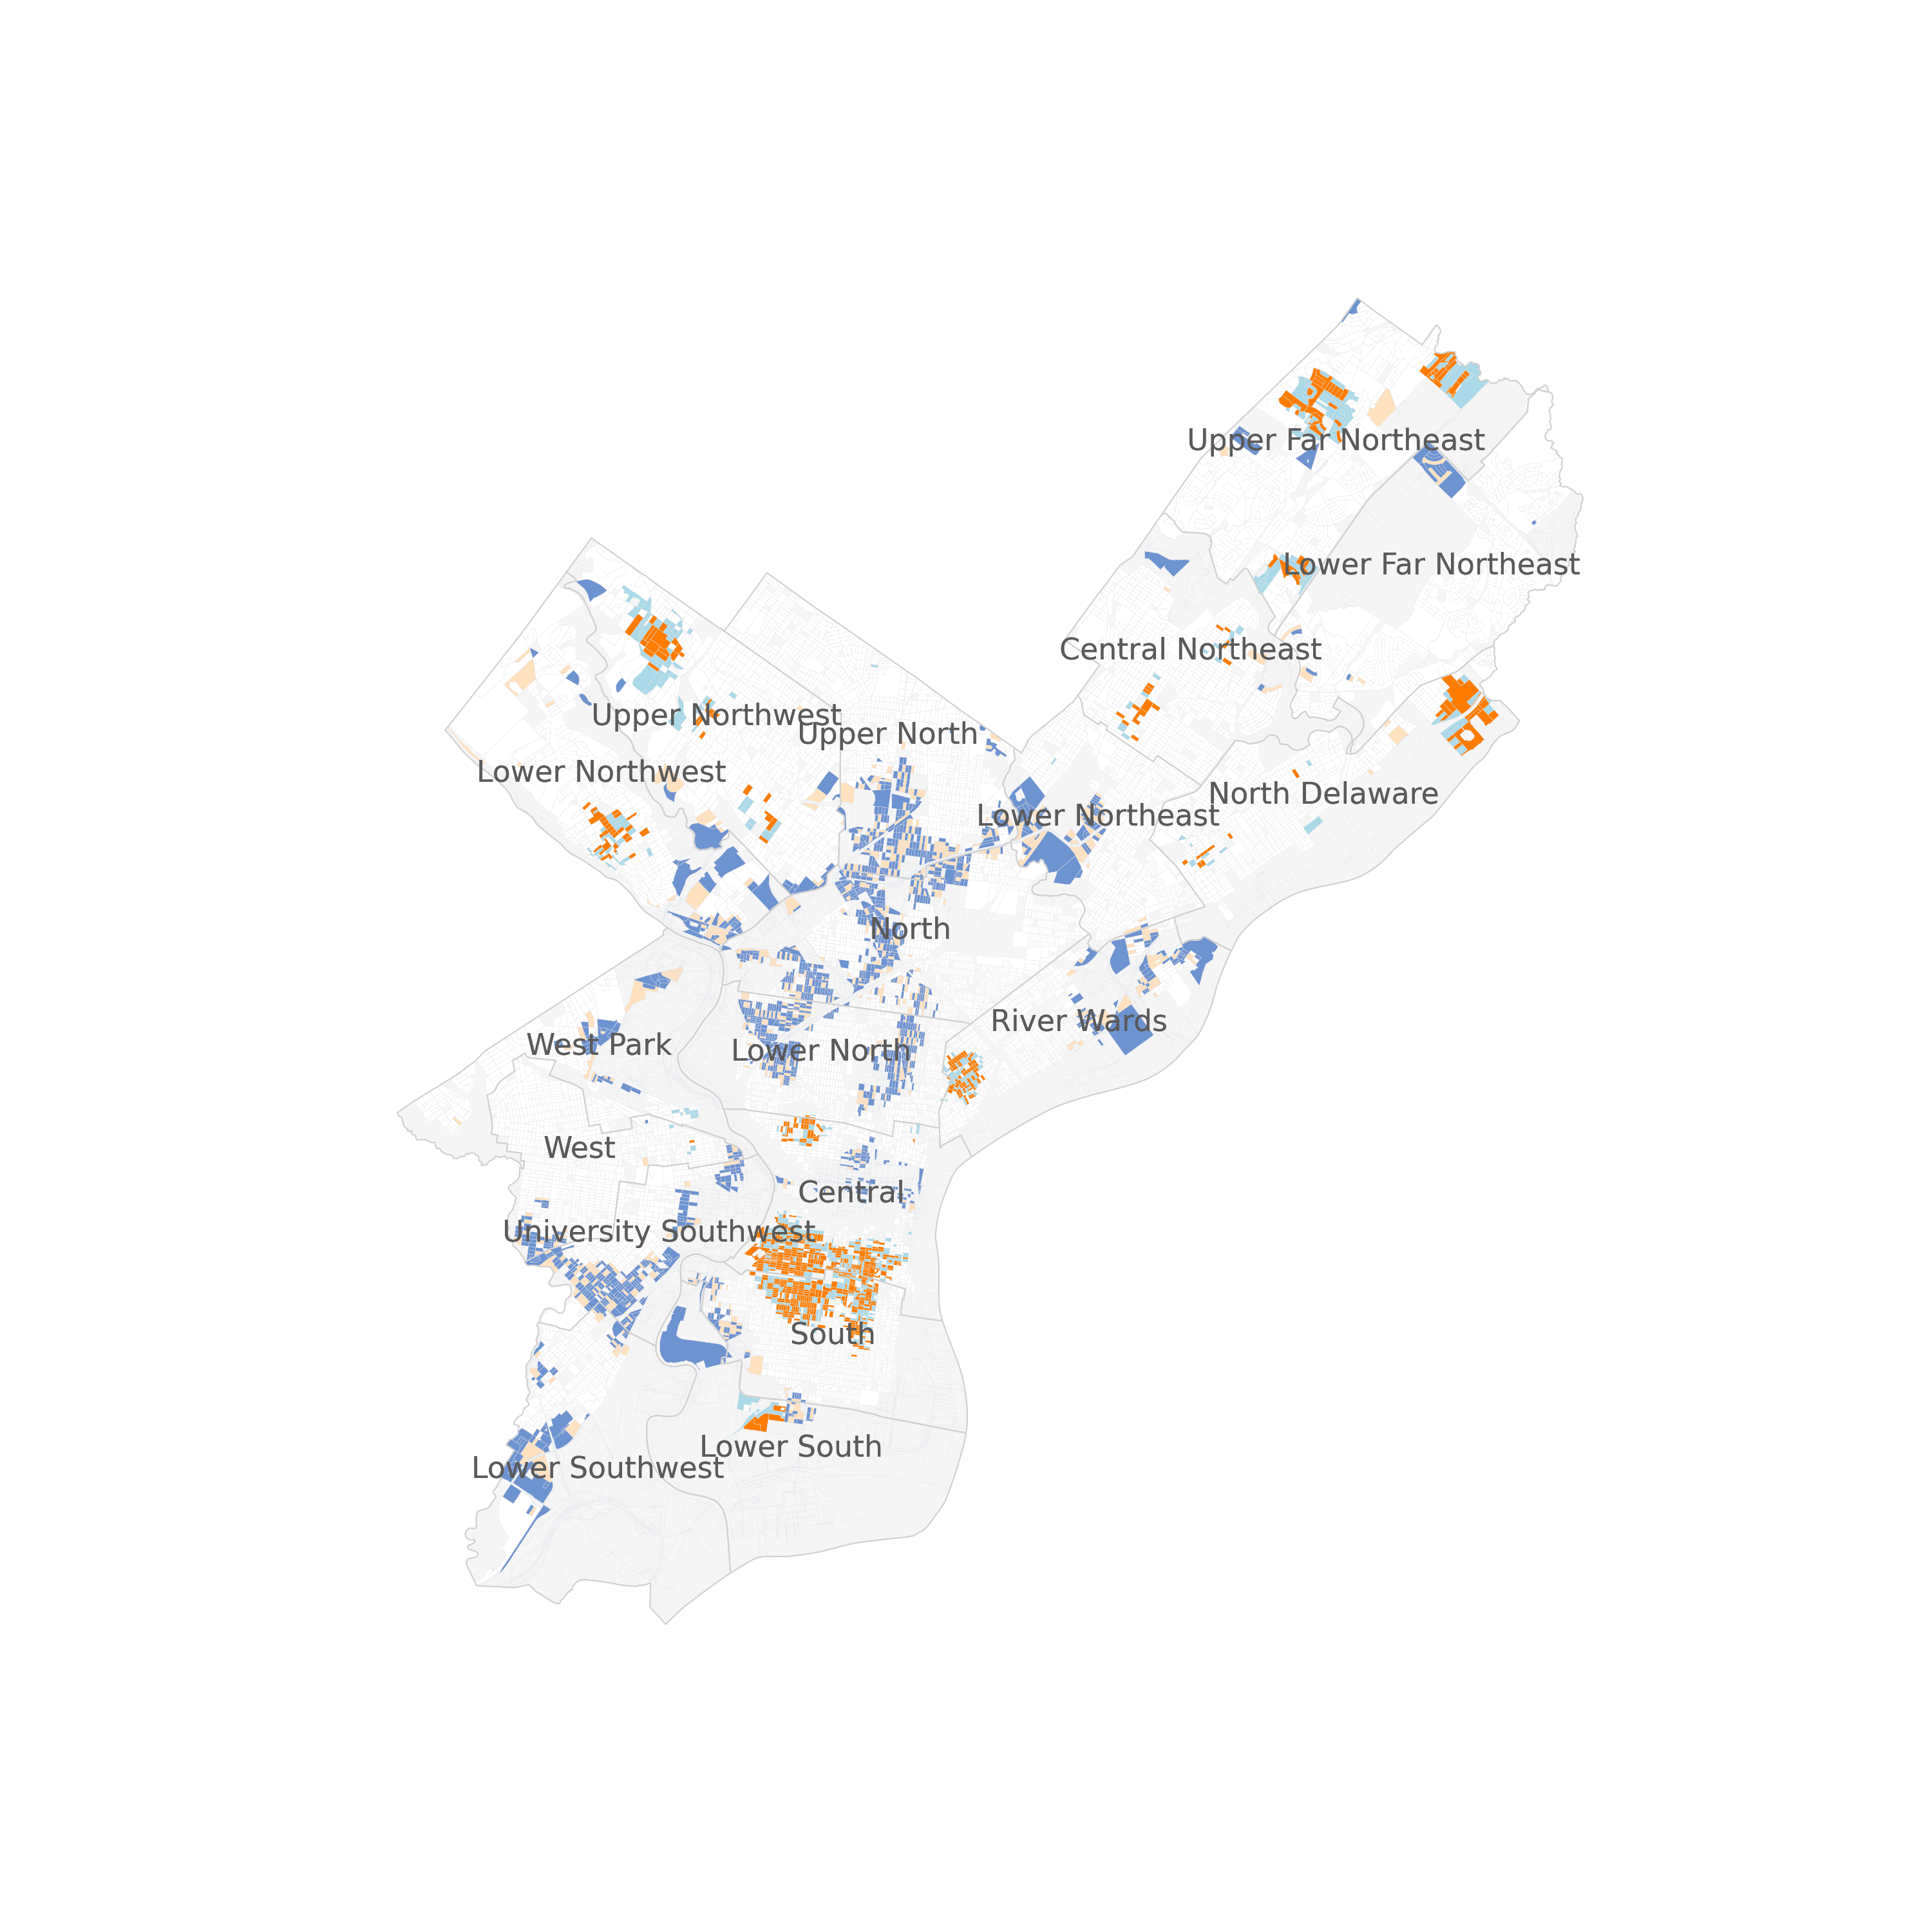 Upper Far Northeast
Lower Far Northeast
Central Northeast
Upper Northwest
Upper North
Lower Northwest
North Delaware
Lower Northeast
North
River Wards
West Park
Lower North
West
Central
University Southwest
South
Lower South
Lower Southwest